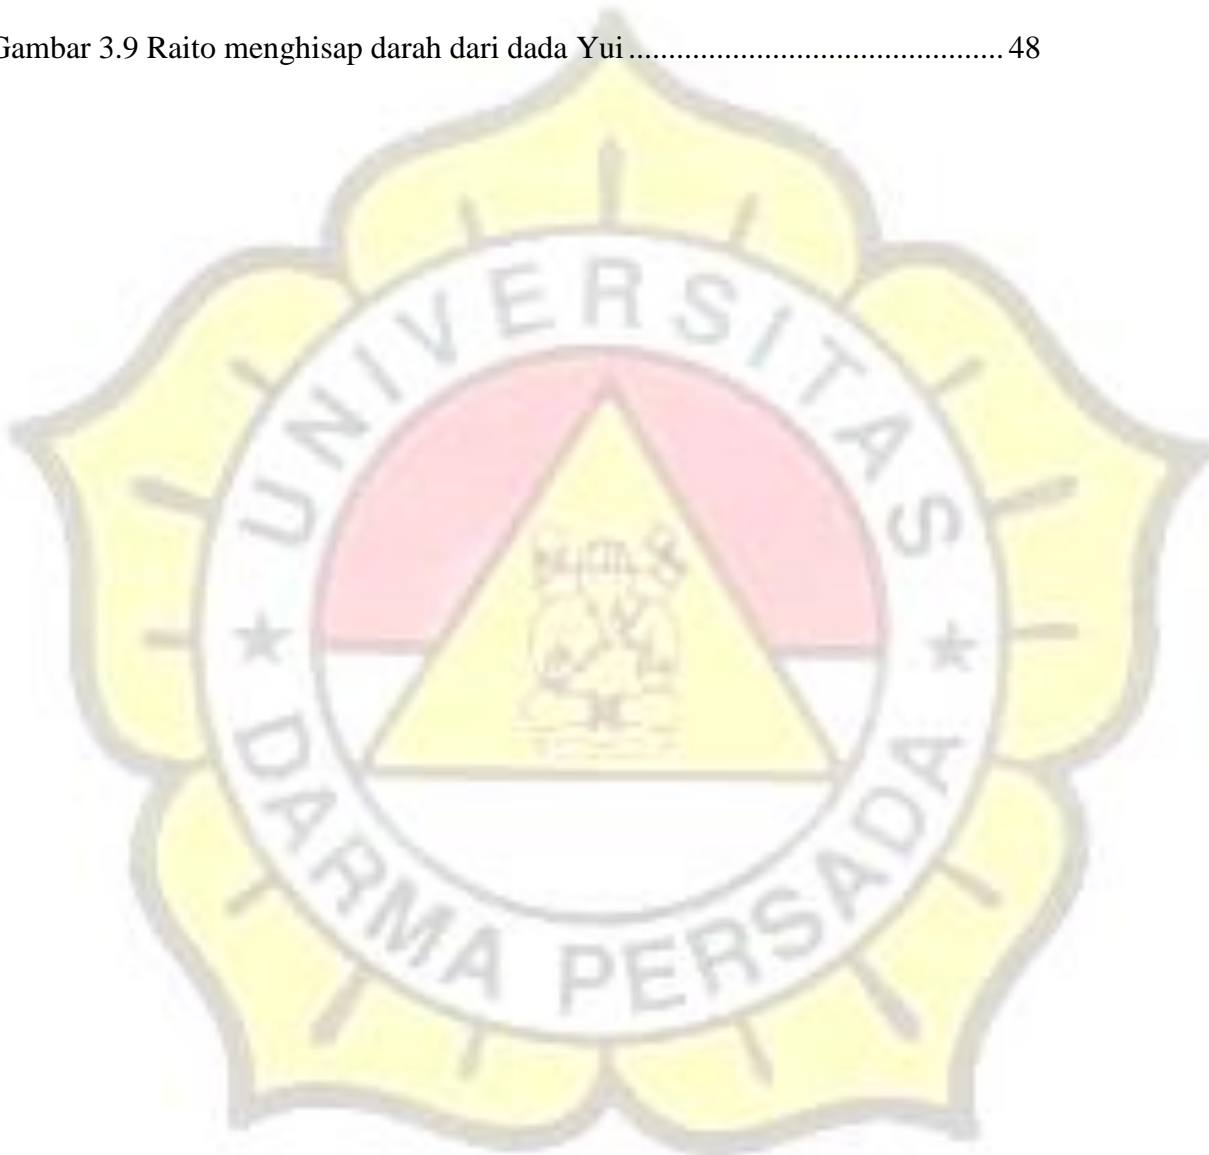 Gambar 3.9 Raito menghisap darah dari dada Yui............................................... 48
UNIVERSITAS
DARMA PERSADA